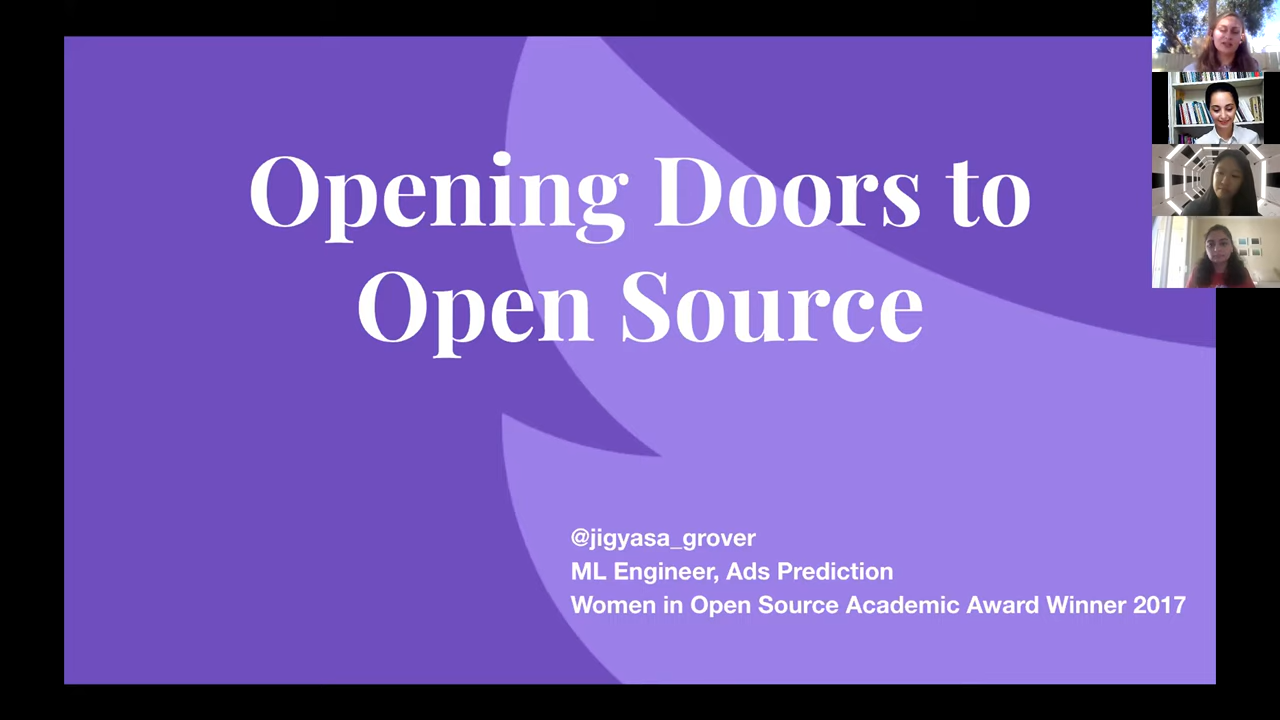 Opening Doors to
Open Source
@jigyasa_grover
ML Engineer, Ads Prediction
Women in Open Source Academic Award Winner 2017